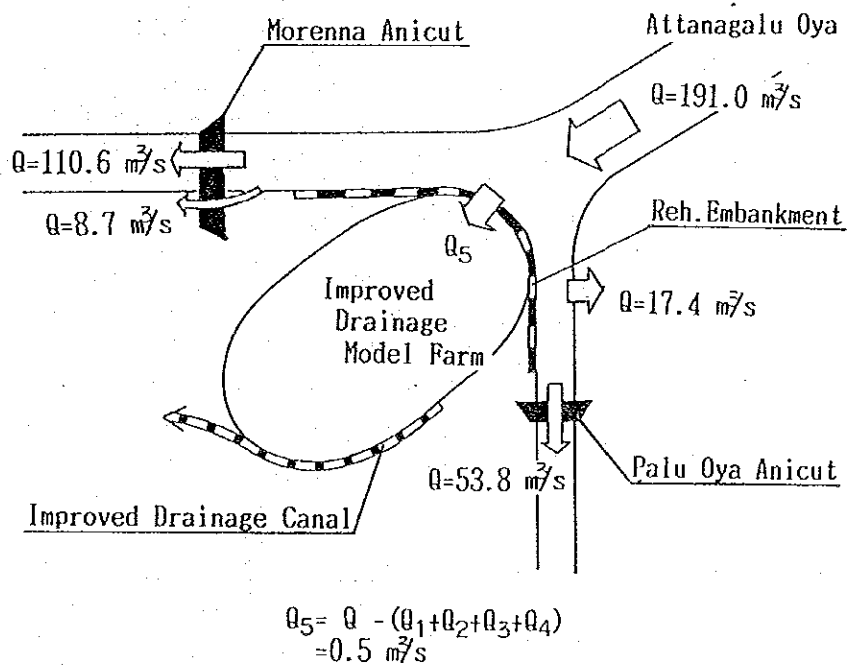 Morenna Anicut
Attanagalu Oya
Q=191.0 m³/s
Q=110.6 m³/s
Q=8.7 m³/s
Q₅
Reh.Embankment
Improved
Drainage
Model Farm
Q=17.4 m³/s
Q=53.8 m³/s
Palu Oya Anicut
Improved Drainage Canal
Q₅= Q -(Q₁+Q₂+Q₃+Q₄)
=0.5 m³/s